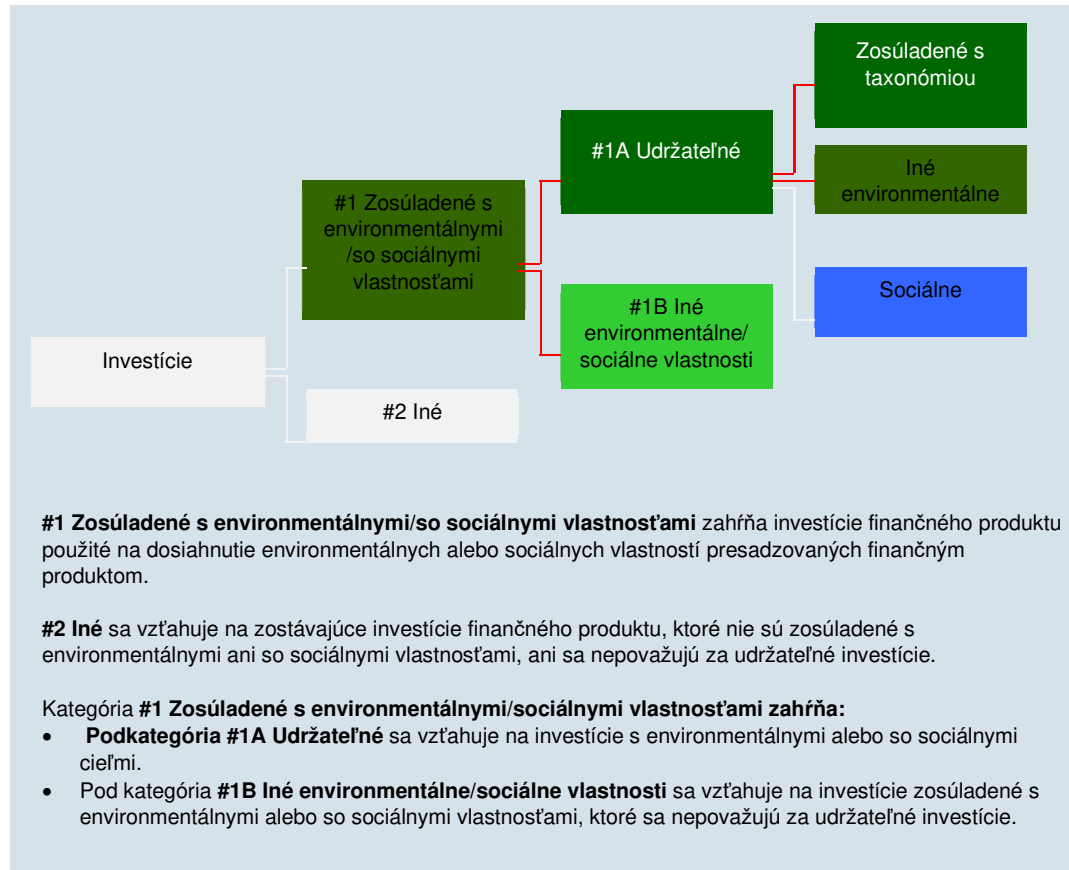 Zosúladené s
taxonómiou
#1A Udržateľné
Iné
environmentálne
#1 Zosúladené s
environmentálnymi
/so sociálnymi
vlastnosťami
Sociálne
#1B Iné
environmentálne/
sociálne vlastnosti
Investície
#2 Iné
#1 Zosúladené s environmentálnymi/so sociálnymi vlastnosťami zahŕňa investície finančného produktu
použité na dosiahnutie environmentálnych alebo sociálnych vlastností presadzovaných finančným
produktom.
#2 Iné sa vzťahuje na zostávajúce investície finančného produktu, ktoré nie sú zosúladené s
environmentálnymi ani so sociálnymi vlastnosťami, ani sa nepovažujú za udržateľné investície.
Kategória #1 Zosúladené s environmentálnymi/sociálnymi vlastnosťami zahŕňa:
• Podkategória #1A Udržateľné sa vzťahuje na investície s environmentálnymi alebo so sociálnymi
cieľmi.
• Pod kategória #1B Iné environmentálne/sociálne vlastnosti sa vzťahuje na investície zosúladené s
environmentálnymi alebo so sociálnymi vlastnosťami, ktoré sa nepovažujú za udržateľné investície.